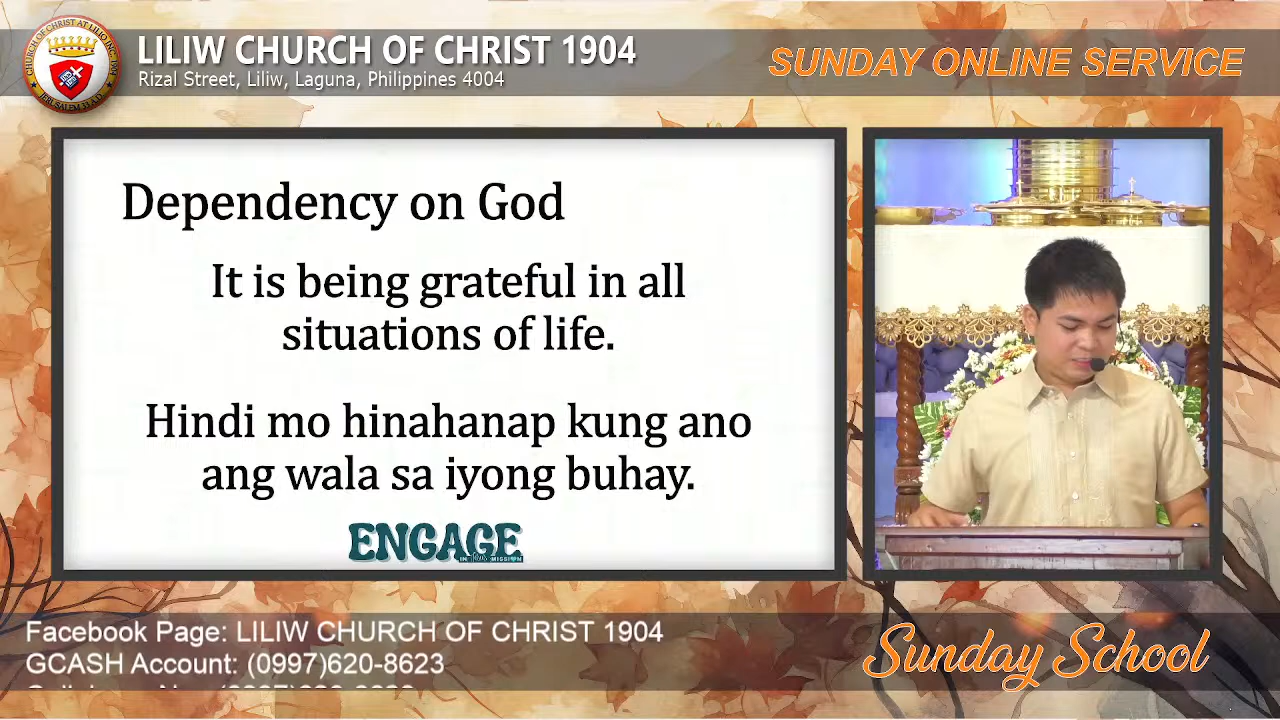 LILIW CHURCH OF CHRIST 1904
Rizal Street, Liliw, Laguna, Philippines 4004
SUNDAY ONLINE SERVICE
Dependency on God
It is being grateful in all
situations of life.
Hindi mo hinahanap kung ano
ang wala sa iyong buhay.
ENGAGE
Facebook Page: LILIW CHURCH OF CHRIST 1904
GCASH Account: (0997)620-8623
Sunday School